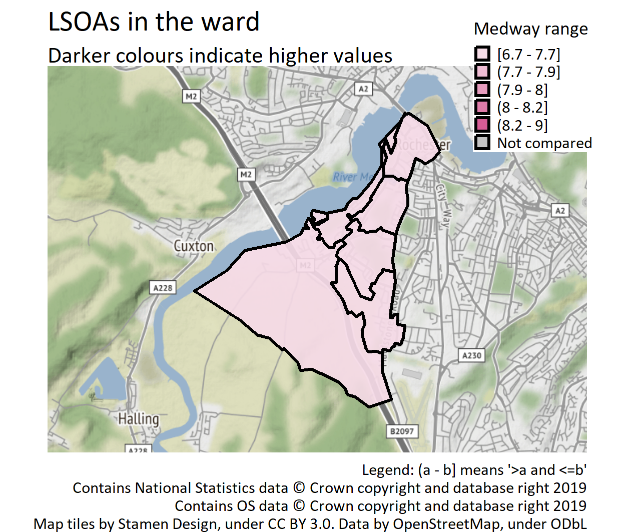 LSOAs in the ward
Darker colours indicate higher values
Medway range
[6.7 - 7.7]
(7.7 - 7.9]
(7.9 - 8]
(8 - 8.2]
(8.2 - 9]
Not compared
M2
A2
River Me
M2
City Way
A2
Cuxton
M2
A228
A230
Halling
B2097
A228
Legend: (a - b] means '>a and <=b'
Contains National Statistics data © Crown copyright and database right 2019
Contains OS data © Crown copyright and database right 2019
Map tiles by Stamen Design, under CC BY 3.0. Data by OpenStreetMap, under ODbL